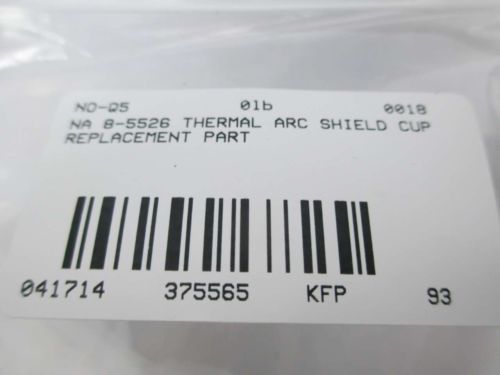 NO-Q5 01b 0018
NA 8-5526 THERMAL ARC SHIELD CUP
REPLACEMENT PART
041714 375565 KFP 93